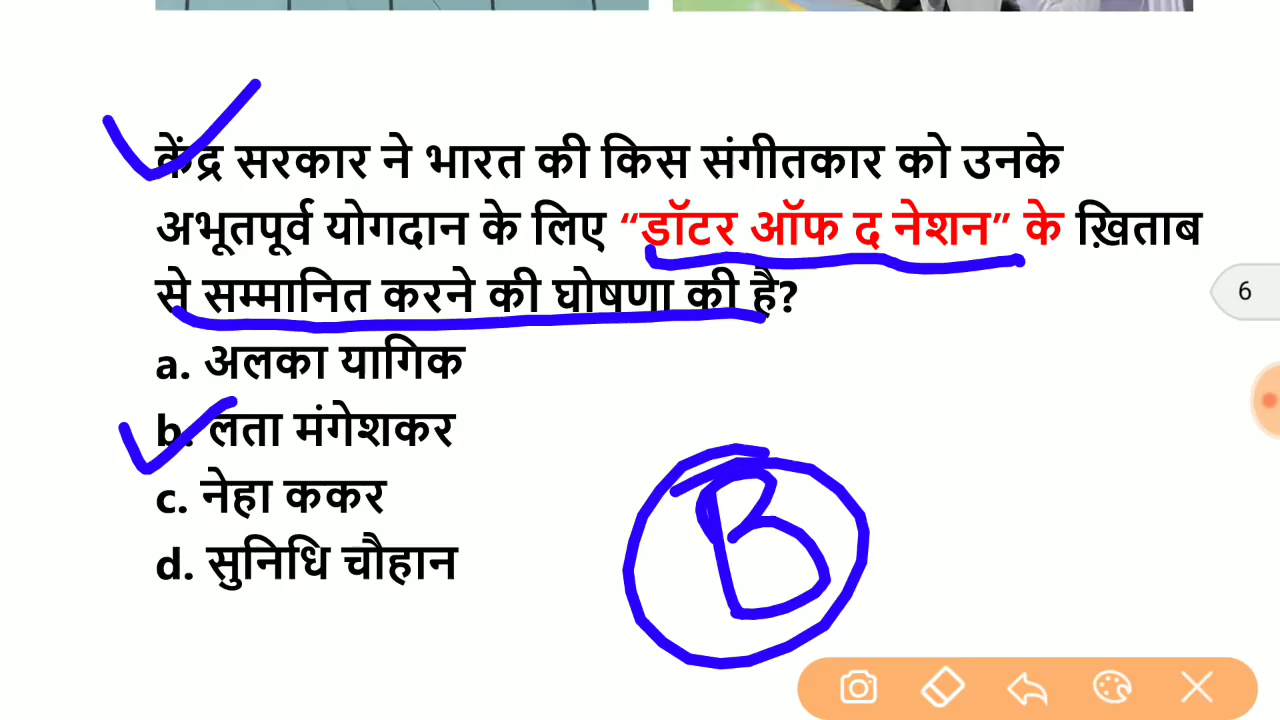 केंद्र सरकार ने भारत की किस संगीतकार को उनके
अभूतपूर्व योगदान के लिए “डॉटर ऑफ द नेशन” के ख़िताब
से सम्मानित करने की घोषणा की है?
6
a. अलका यागिक
b. लता मंगेशकर
c. नेहा ककर
d. सुनिधि चौहान
B